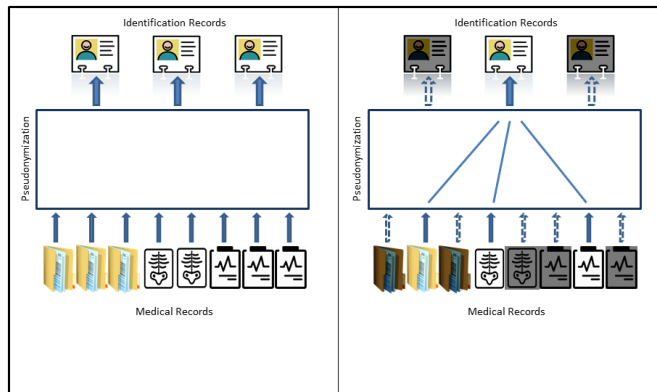 Identification Records
Pseudonymization
Medical Records
Identification Records
Pseudonymization
Medical Records